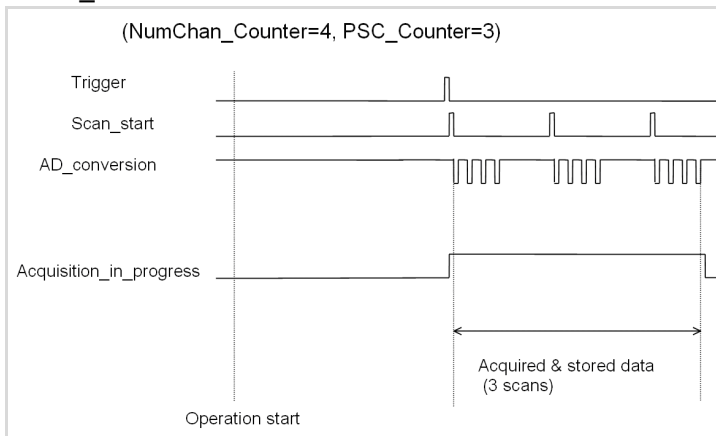 (NumChan_Counter=4, PSC_Counter=3)
Trigger
Scan_start
AD_conversion
Acquisition_in_progress
Acquired & stored data
(3 scans)
Operation start